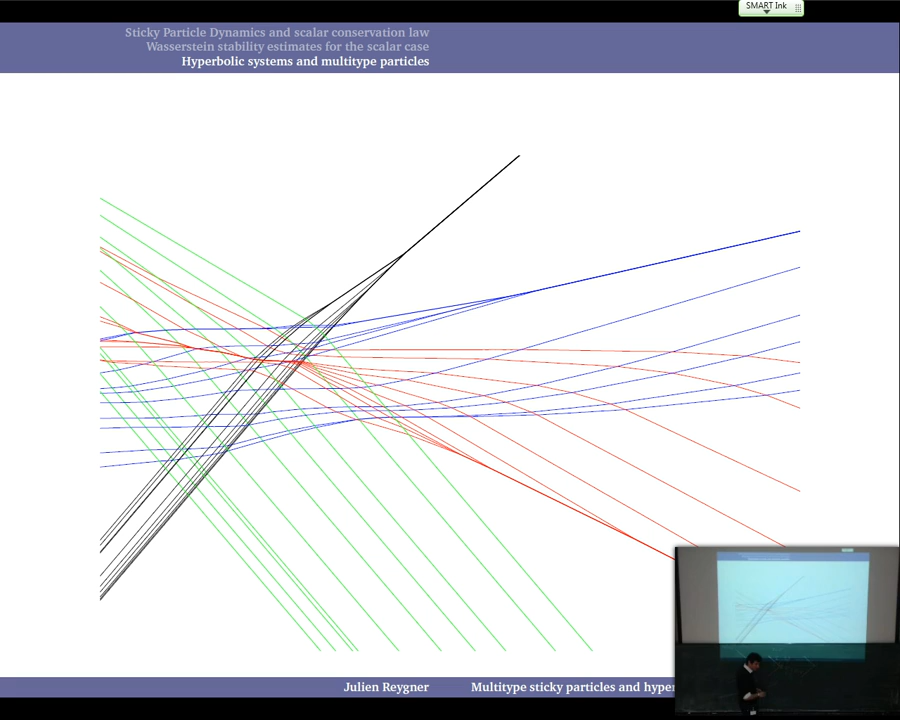 SMART Ink
Sticky Particle Dynamics and scalar conservation law
Wasserstein stability estimates for the scalar case
Hyperbolic systems and multitype particles
Julien Reygner
Multitype sticky particles and hyper